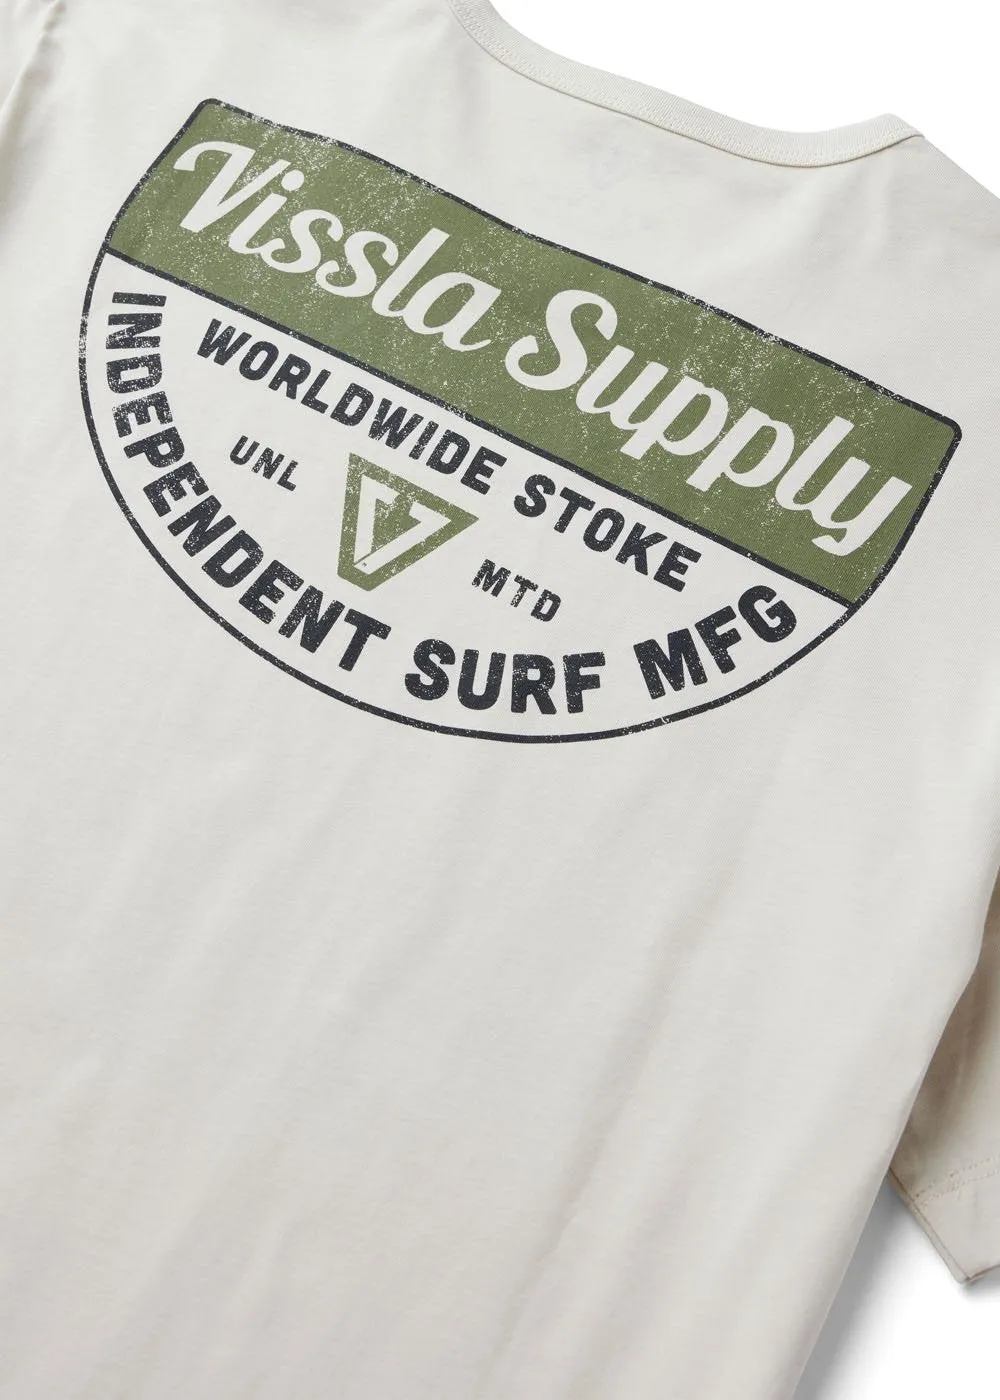 Vissla Supply
WORLDWIDE STOKE
UNL MTD
INDEPENDENT SURF MFG